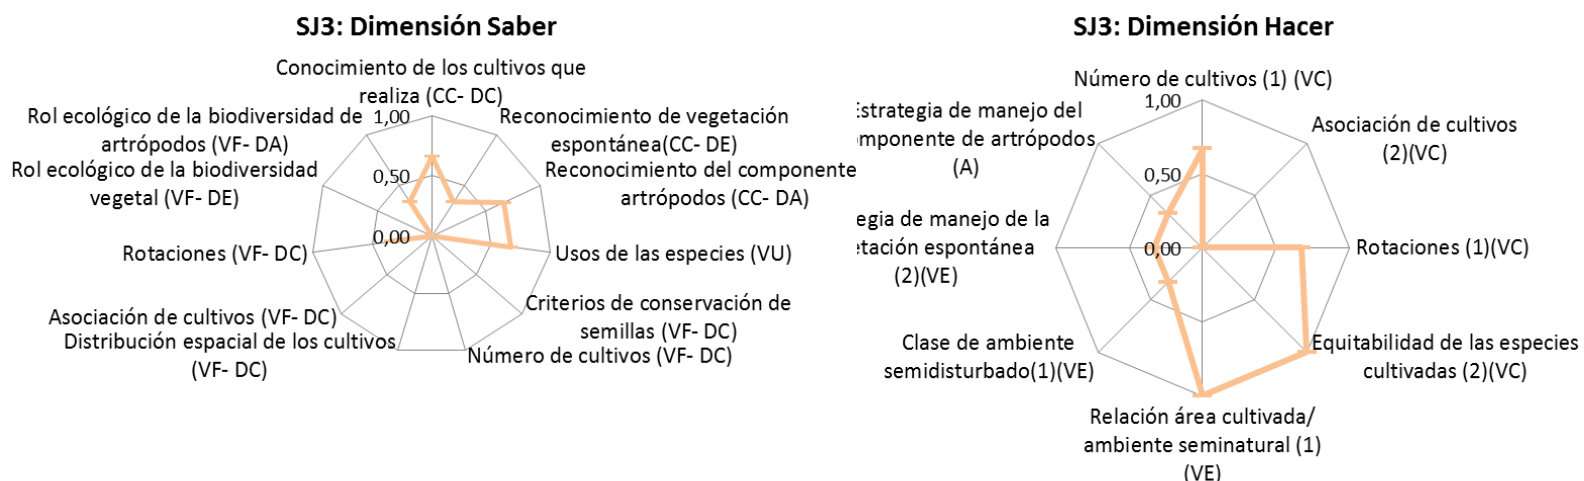 SJ3: Dimensión Saber
Conocimiento de los cultivos que
realiza (CC- DC)
1,00
Reconocimiento de vegetación
espontánea(CC- DE)
Reconocimiento del componente
artrópodos (CC- DA)
Usos de las especies (VU)
Criterios de conservación de
semillas (VF- DC)
Número de cultivos (VF- DC)
Distribución espacial de los cultivos
(VF- DC)
Asociación de cultivos (VF- DC)
Rotaciones (VF- DC)
Rol ecológico de la biodiversidad
vegetal (VF- DE)
Rol ecológico de la biodiversidad de
artrópodos (VF- DA)
0,50
0,00
SJ3: Dimensión Hacer
Número de cultivos (1) (VC)
1,00
Asociación de cultivos
(2)(VC)
Rotaciones (1)(VC)
Equitabilidad de las especies
cultivadas (2)(VC)
Relación área cultivada/
ambiente seminatural (1)
(VE)
Clase de ambiente
semidisturbado(1)(VE)
egia de manejo de la
etación espontánea
(2)(VE)
Estrategia de manejo del
omponente de artrópodos
(A)
0,50
0,00